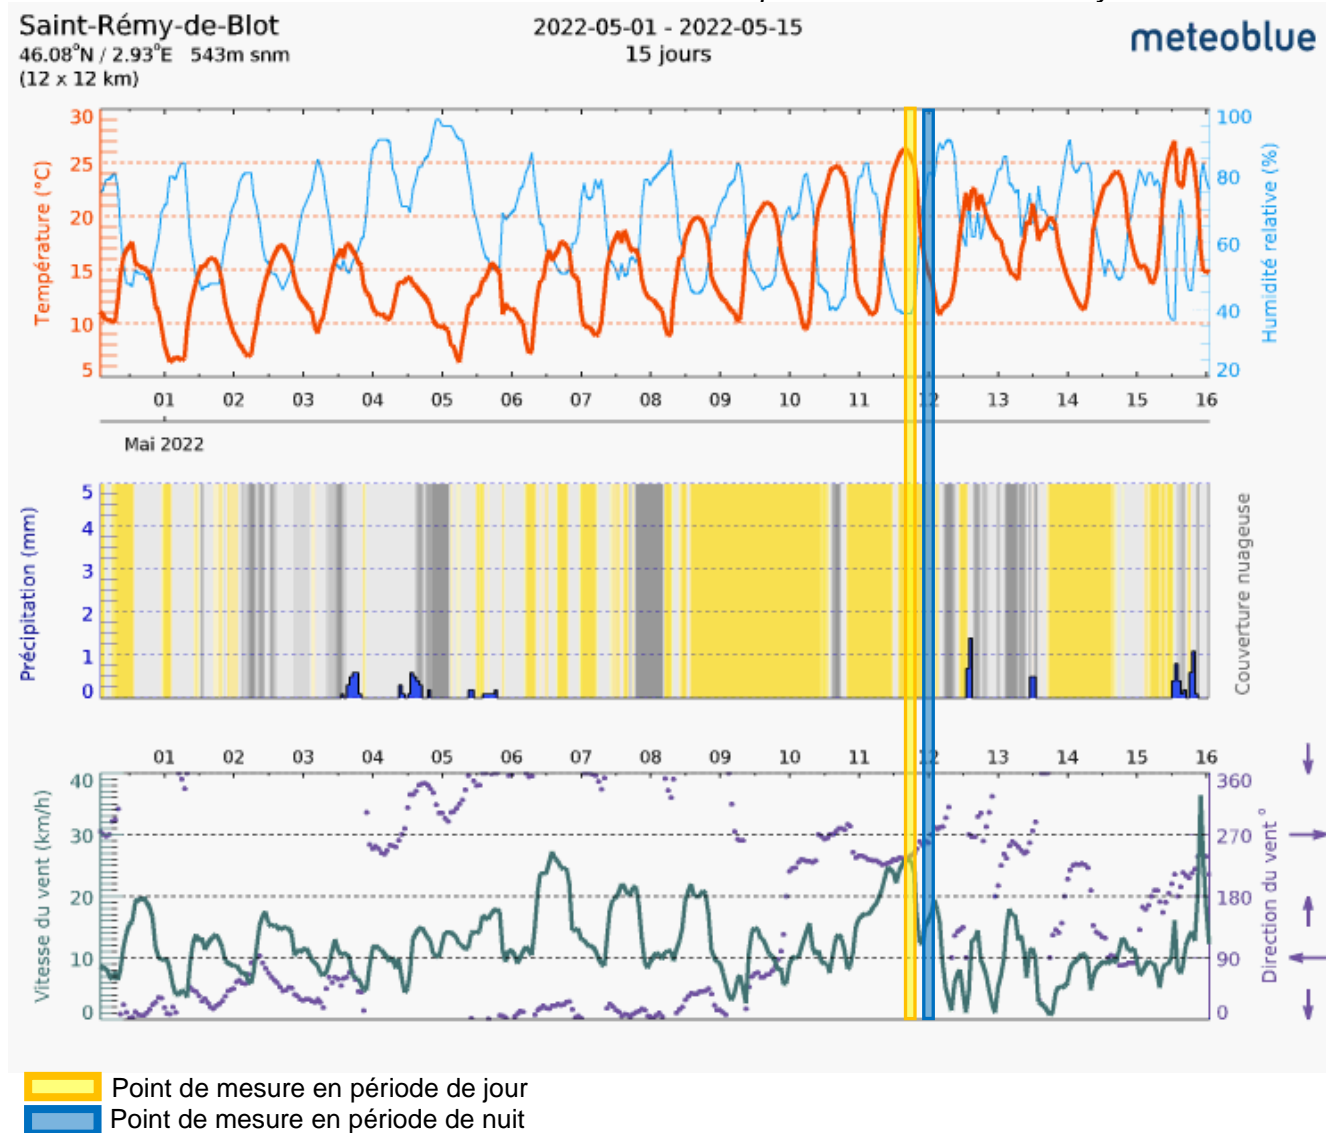 Saint-Rémy-de-Blot
46.08°N / 2.93°E 543m snm
(12 x 12 km)
2022-05-01 - 2022-05-15
15 jours
meteoblue
Température (°C)
30
25
20
15
10
5
Humidité relative (%)
100
80
60
40
20
01 02 03 04 05 06 07 08 09 10 11 12 13 14 15 16
Mai 2022
Précipitation (mm)
5
4
3
2
1
0
Couverture nuageuse
01 02 03 04 05 06 07 08 09 10 11 12 13 14 15 16
Vitesse du vent (km/h)
40
30
20
10
0
Direction du vent °
360
270
180
90
0
Point de mesure en période de jour
Point de mesure en période de nuit